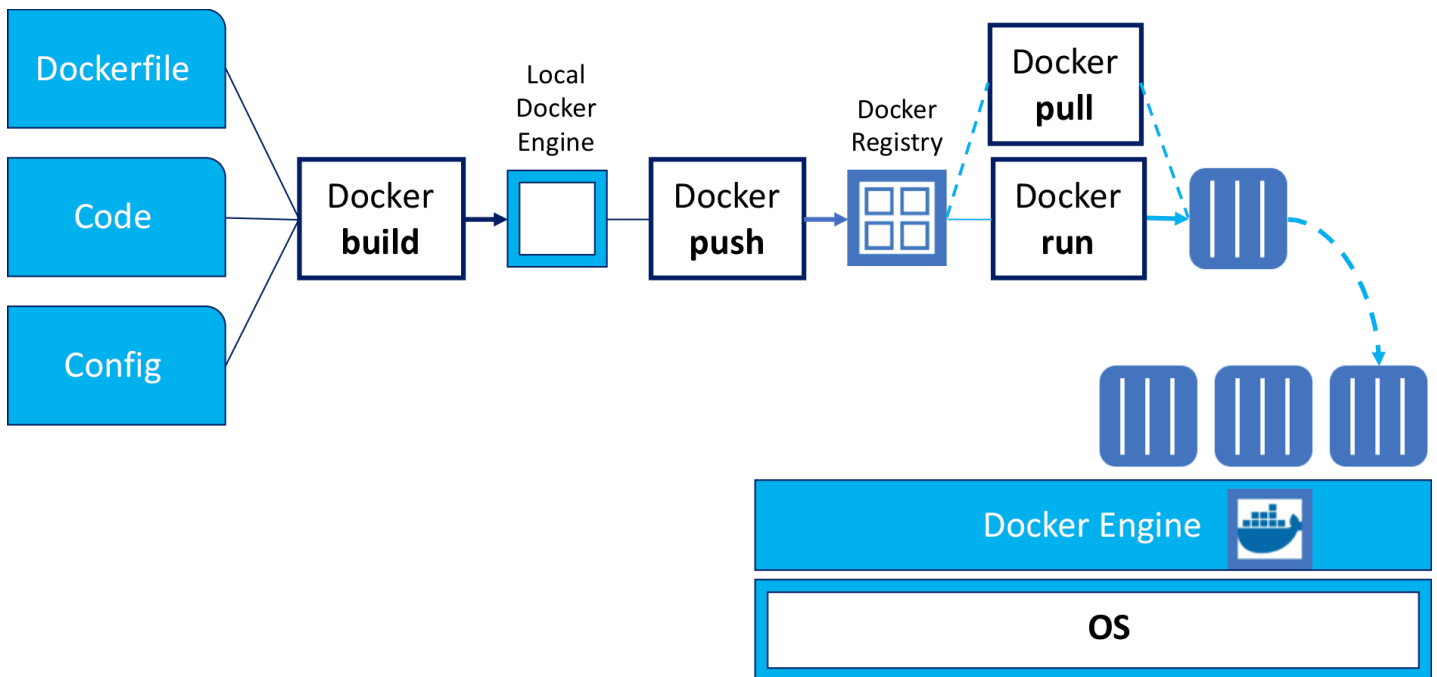 Dockerfile
Code
Config
Docker
build
Local
Docker
Engine
Docker
push
Docker
Registry
Docker
pull
Docker
run
Docker Engine
OS